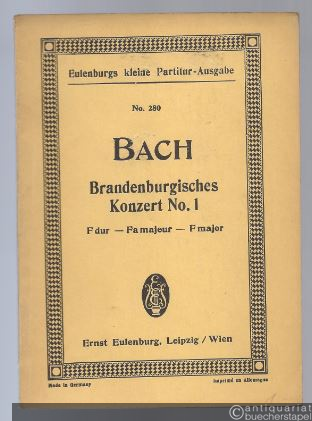 Eulenburgs kleine Partitur-Ausgabe
No. 280
BACH
Brandenburgisches
Konzert No. 1
F dur — Fa majeur — F major
Ernst Eulenburg, Leipzig / Wien
Made in Germany
Imprimé en Allemagne
antiquariat
buecherstapel